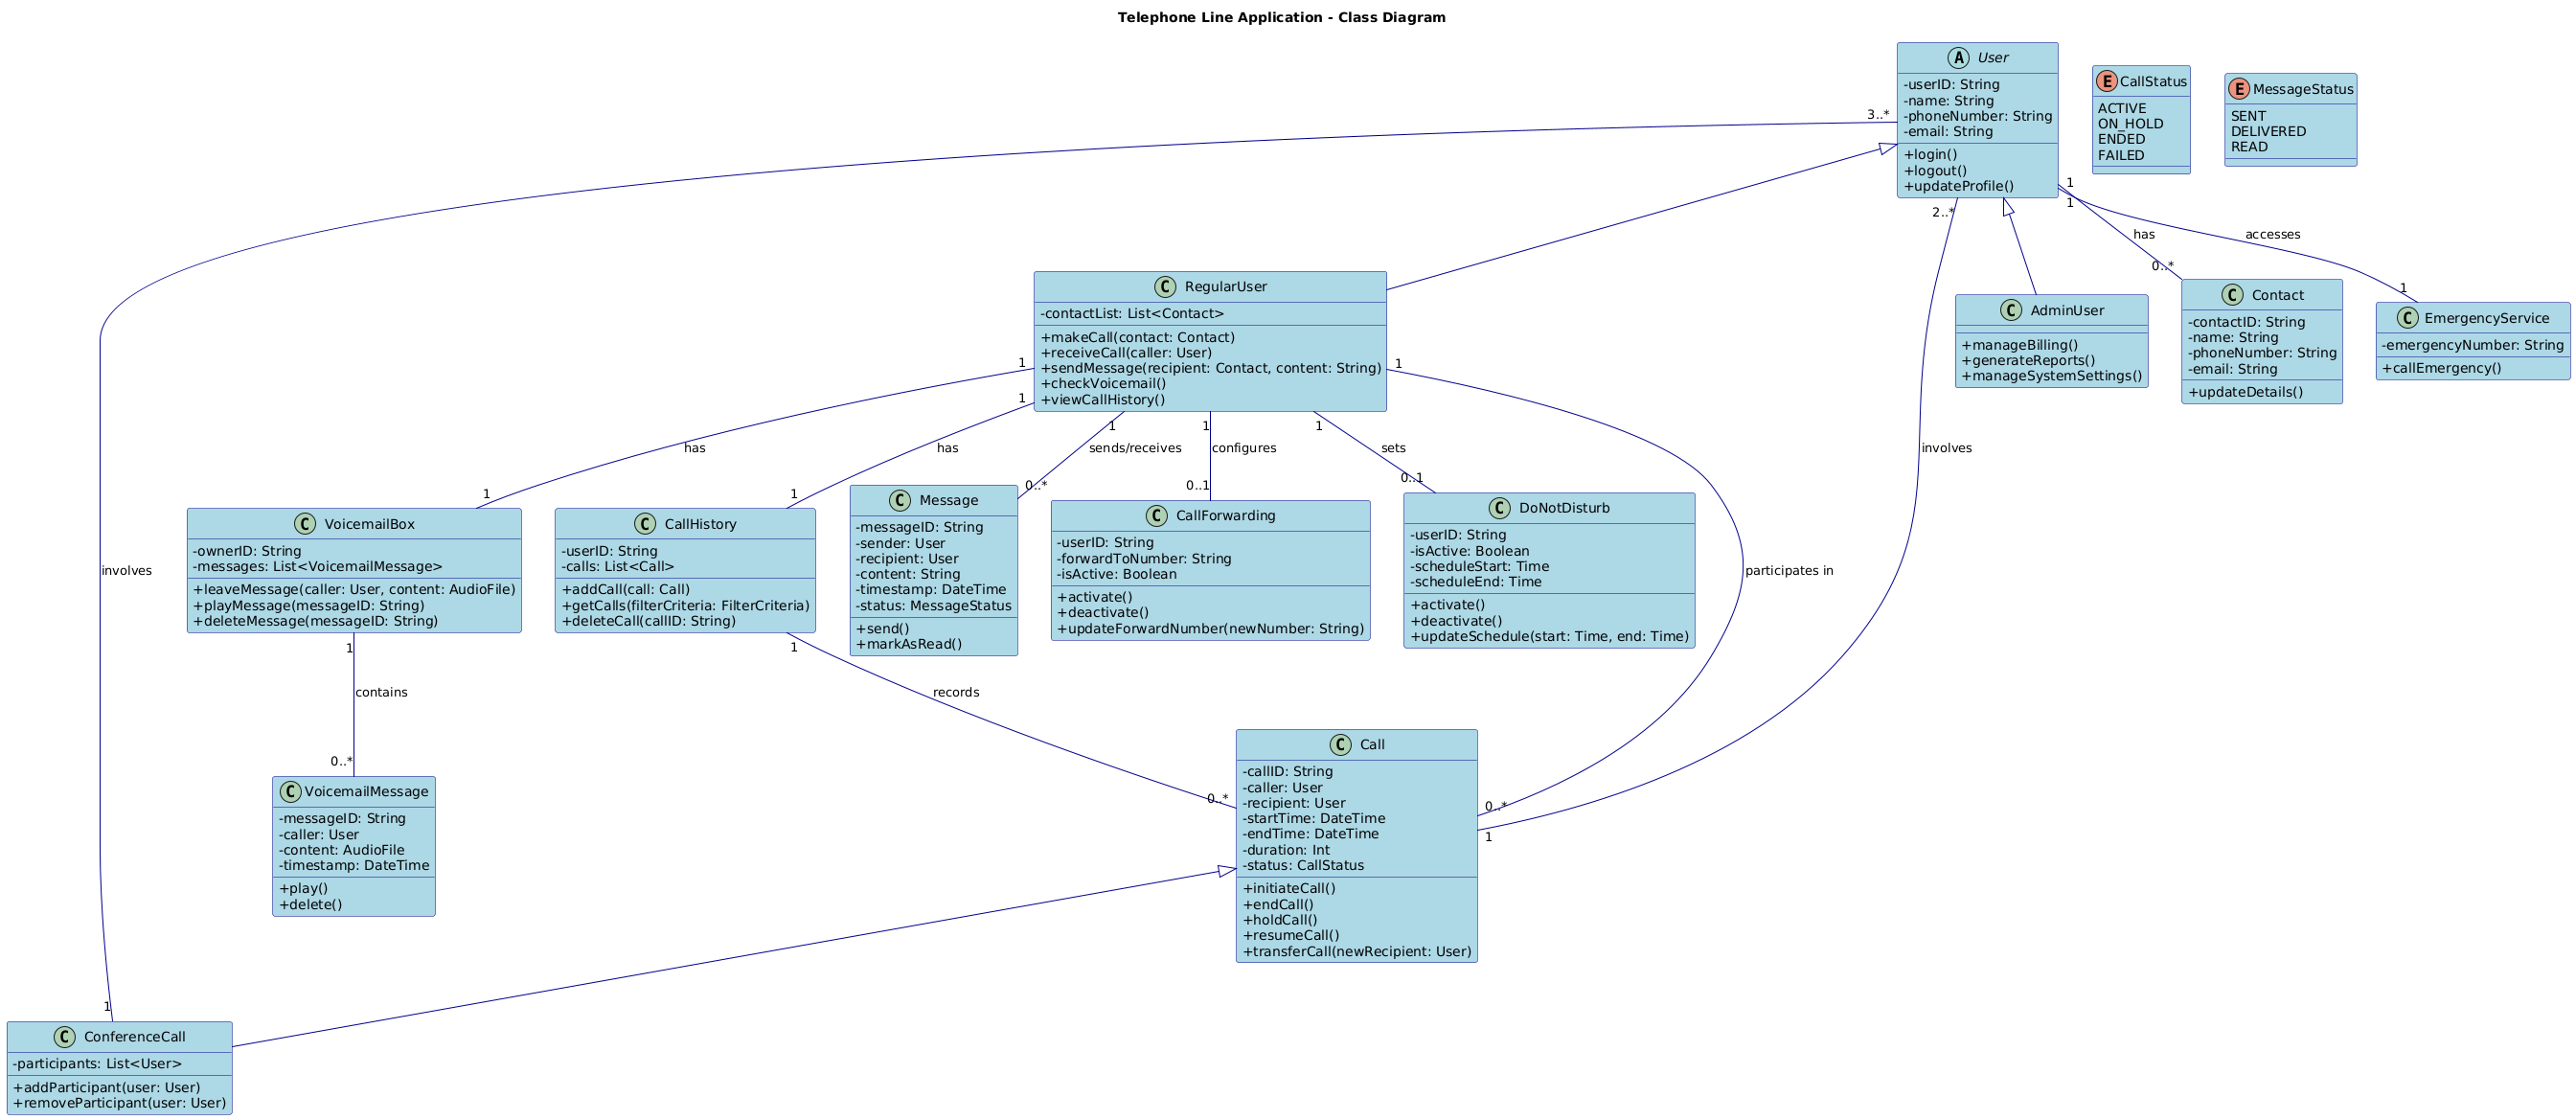 Telephone Line Application - Class Diagram
A User
-userID: String
-name: String
-phoneNumber: String
-email: String
+login()
+logout()
+updateProfile()
E CallStatus
ACTIVE
ON_HOLD
ENDED
FAILED
E MessageStatus
SENT
DELIVERED
READ
3..*
2..*
1
1
has
accesses
0..*
1
C RegularUser
-contactList: List<Contact>
+makeCall(contact: Contact)
+receiveCall(caller: User)
+sendMessage(recipient: Contact, content: String)
+checkVoicemail()
+viewCallHistory()
C AdminUser
+manageBilling()
+generateReports()
+manageSystemSettings()
C Contact
-contactID: String
-name: String
-phoneNumber: String
-email: String
+updateDetails()
C EmergencyService
-emergencyNumber: String
+callEmergency()
1
1
1
1
1
1
has
has
sends/receives
configures
sets
involves
1
1
0..*
0..1
0..1
C VoicemailBox
-ownerID: String
-messages: List<VoicemailMessage>
+leaveMessage(caller: User, content: AudioFile)
+playMessage(messageID: String)
+deleteMessage(messageID: String)
C CallHistory
-userID: String
-calls: List<Call>
+addCall(call: Call)
+getCalls(filterCriteria: FilterCriteria)
+deleteCall(callID: String)
C Message
-messageID: String
-sender: User
-recipient: User
-content: String
-timestamp: DateTime
-status: MessageStatus
+send()
+markAsRead()
C CallForwarding
-userID: String
-forwardToNumber: String
-isActive: Boolean
+activate()
+deactivate()
+updateForwardNumber(newNumber: String)
C DoNotDisturb
-userID: String
-isActive: Boolean
-scheduleStart: Time
-scheduleEnd: Time
+activate()
+deactivate()
+updateSchedule(start: Time, end: Time)
involves
participates in
1
1
contains
records
0..*
0..*
0..*
1
C VoicemailMessage
-messageID: String
-caller: User
-content: AudioFile
-timestamp: DateTime
+play()
+delete()
C Call
-callID: String
-caller: User
-recipient: User
-startTime: DateTime
-endTime: DateTime
-duration: Int
-status: CallStatus
+initiateCall()
+endCall()
+holdCall()
+resumeCall()
+transferCall(newRecipient: User)
1
C ConferenceCall
-participants: List<User>
+addParticipant(user: User)
+removeParticipant(user: User)